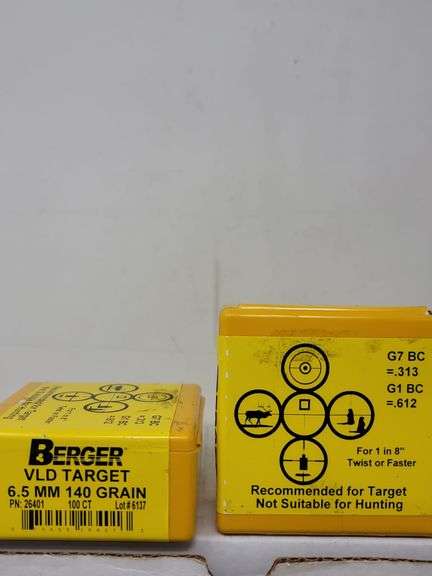 BERGER
VLD TARGET
6.5 MM 140 GRAIN
PN: 26401 100 CT Lot # 6137
G7 BC
=.313
G1 BC
=.612
For 1 in 8"
Twist or Faster
Recommended for Target
Not Suitable for Hunting